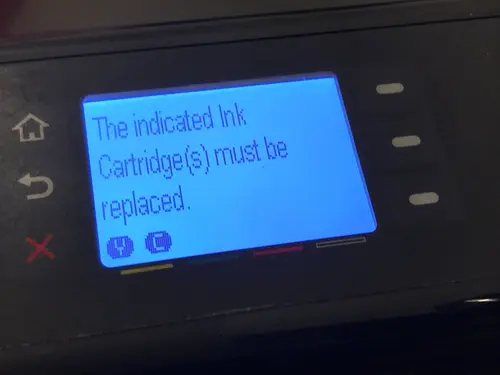 The indicated Ink
Cartridge(s) must be
replaced.
Y C